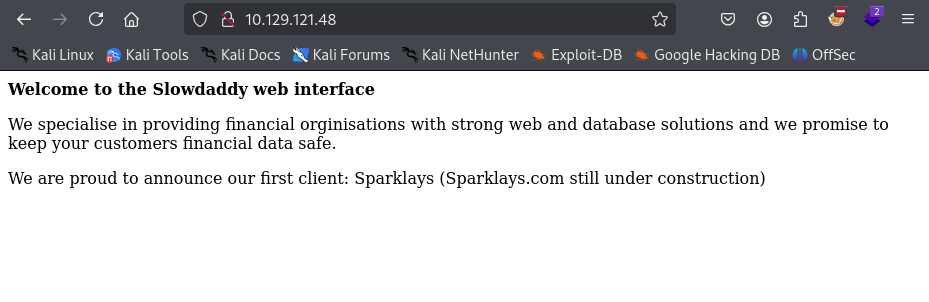 10.129.121.48
2
Kali Linux Kali Tools Kali Docs Kali Forums Kali NetHunter Exploit-DB Google Hacking DB OffSec
Welcome to the Slowdaddy web interface
We specialise in providing financial orginisations with strong web and database solutions and we promise to
keep your customers financial data safe.
We are proud to announce our first client: Sparklays (Sparklays.com still under construction)